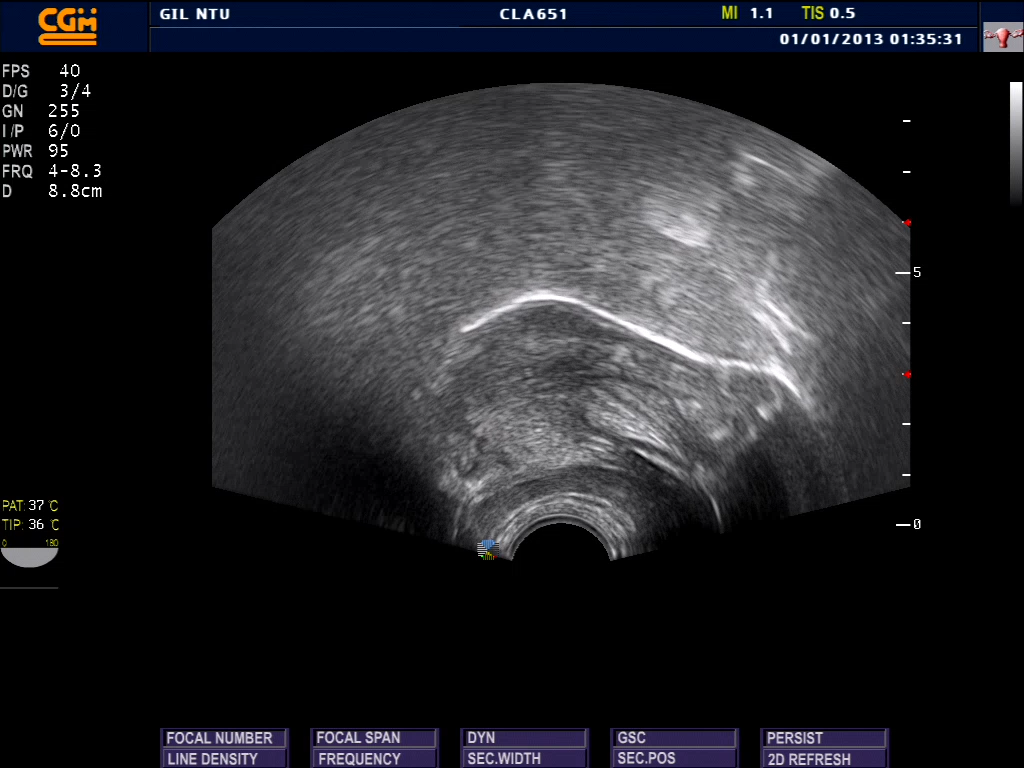 CGM
GIL NTU CLA651 MI 1.1 TIS 0.5
01/01/2013 01:35:31
FPS 40
D/G 3/4
GN 255
I/P 6/0
PWR 95
FRQ 4-8.3
D 8.8cm
5
PAT: 37 °C
TIP: 36 °C
0 180
0
FOCAL NUMBER FOCAL SPAN DYN GSC PERSIST
LINE DENSITY FREQUENCY SEC.WIDTH SEC.POS 2D REFRESH